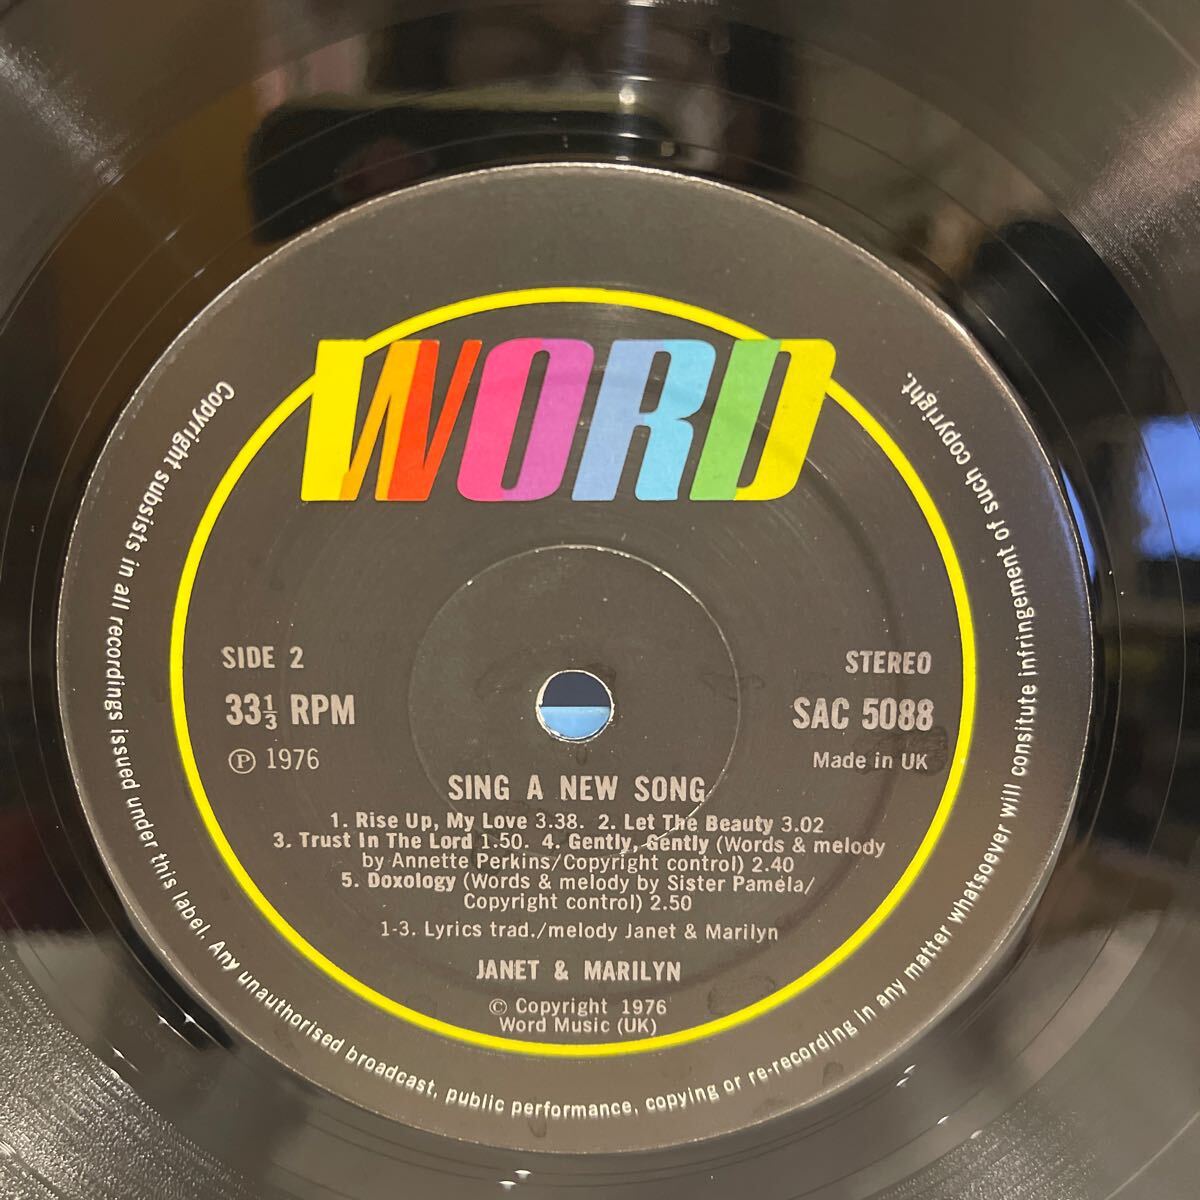 WORD
SIDE 2
33⅓ RPM
Ⓟ 1976
STEREO
SAC 5088
Made in UK
SING A NEW SONG
1. Rise Up, My Love 3.38. 2. Let The Beauty 3.02
3. Trust In The Lord 1.50. 4. Gently, Gently (Words & melody
by Annette Perkins/Copyright control) 2.40
5. Doxology (Words & melody by Sister Pamela/
Copyright control) 2.50
1-3. Lyrics trad./melody Janet & Marilyn
JANET & MARILYN
© Copyright 1976
Word Music (UK)
Copyright subsists in all recordings issued under this label. Any unauthorised broadcast, public performance, copying or re-recording in any matter whatsoever will consitute infringement of such copyright.